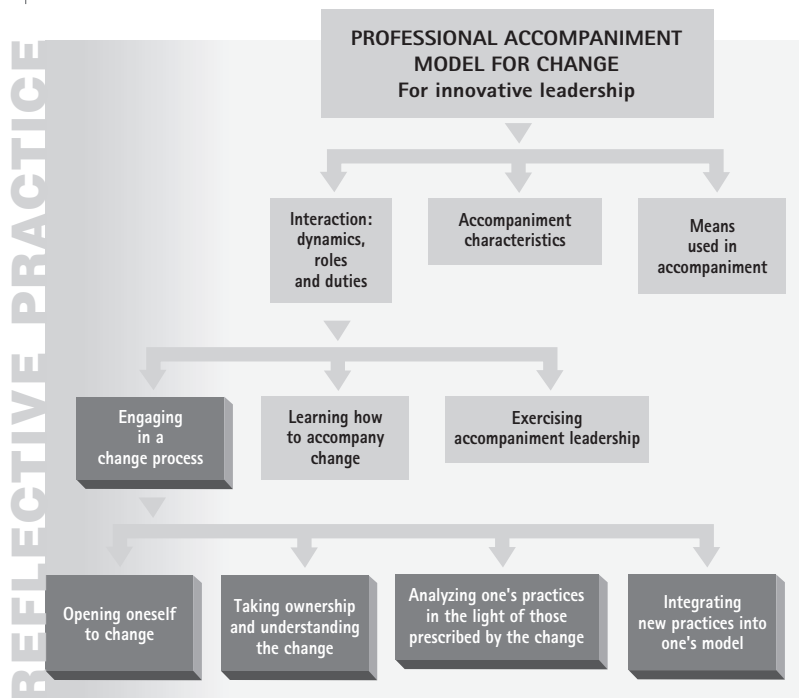 REFLECTIVE PRACTICE
PROFESSIONAL ACCOMPANIMENT
MODEL FOR CHANGE
For innovative leadership
Interaction:
dynamics,
roles
and duties
Accompaniment
characteristics
Means
used in
accompaniment
Engaging
in a
change process
Learning how
to accompany
change
Exercising
accompaniment leadership
Opening oneself
to change
Taking ownership
and understanding
the change
Analyzing one's practices
in the light of those
prescribed by the change
Integrating
new practices into
one's model